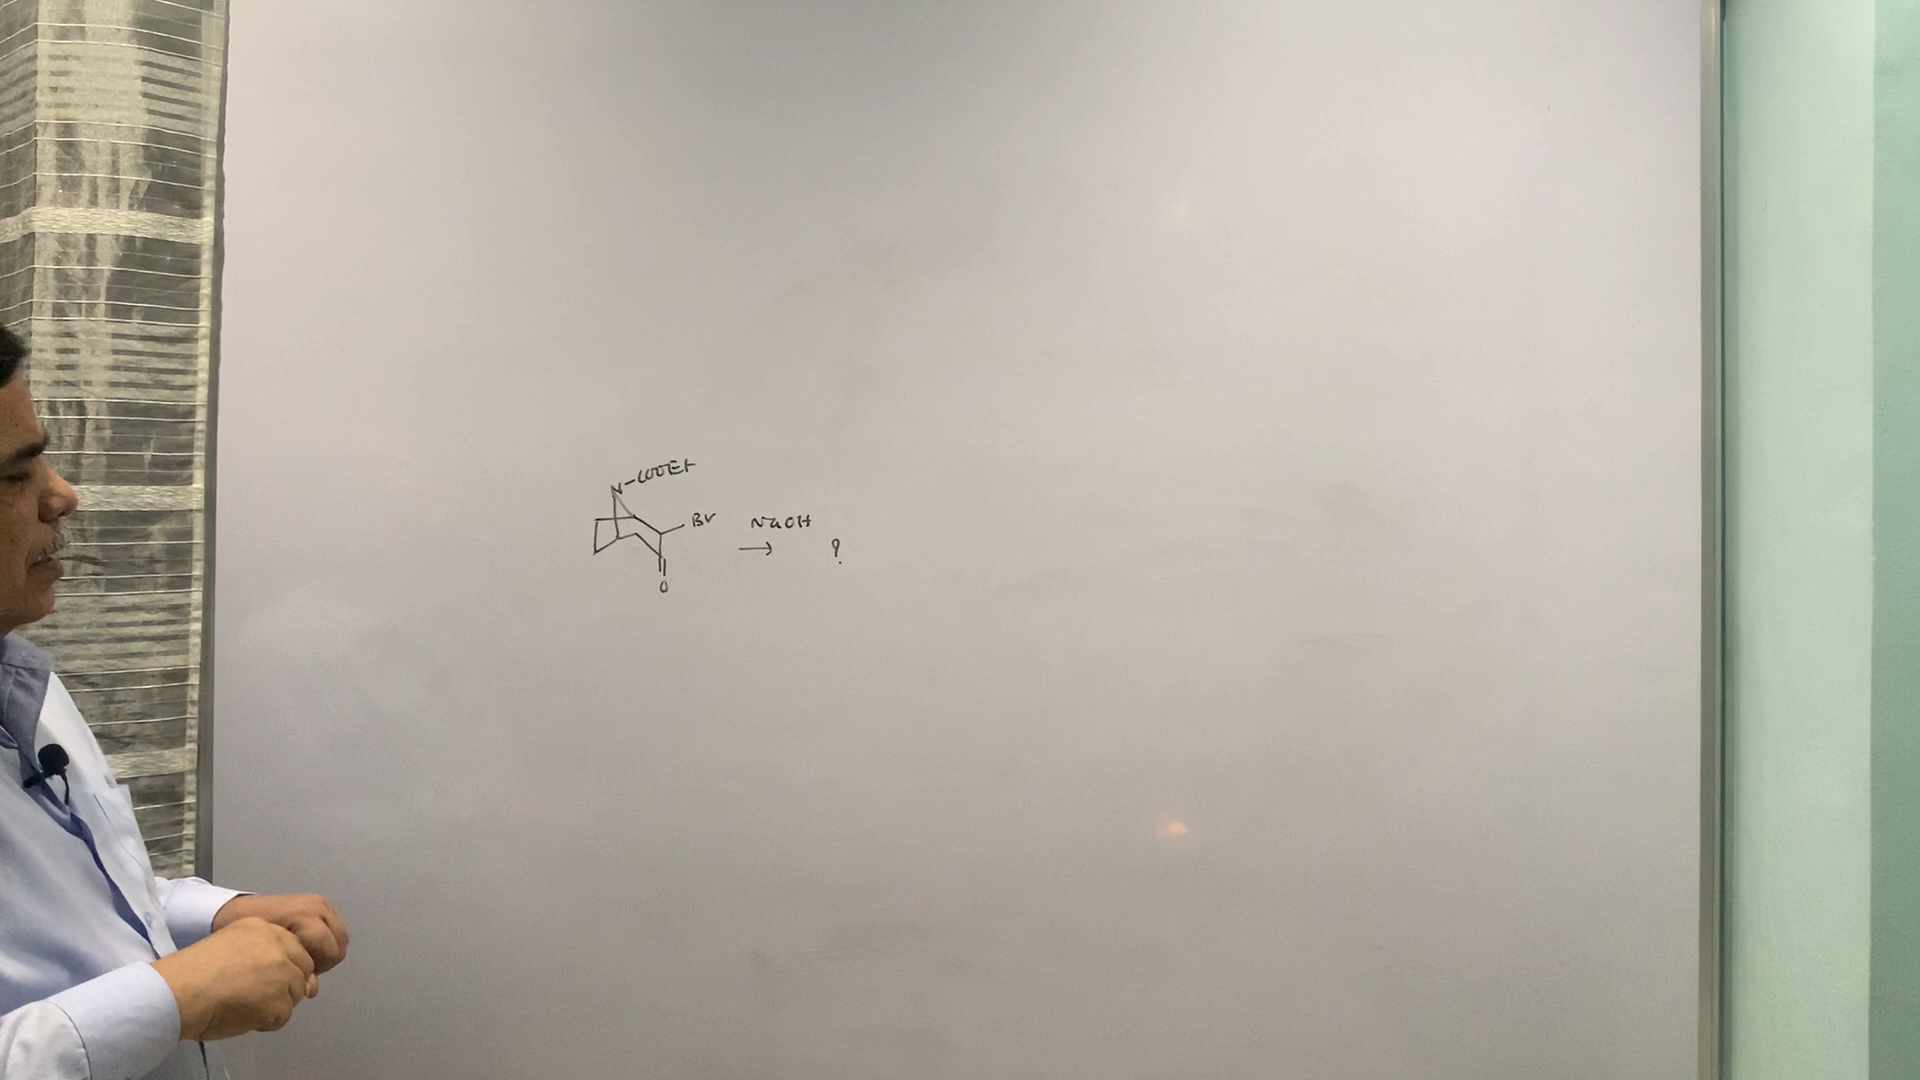 N-COOEt
Br
NaOH
→ ?
O